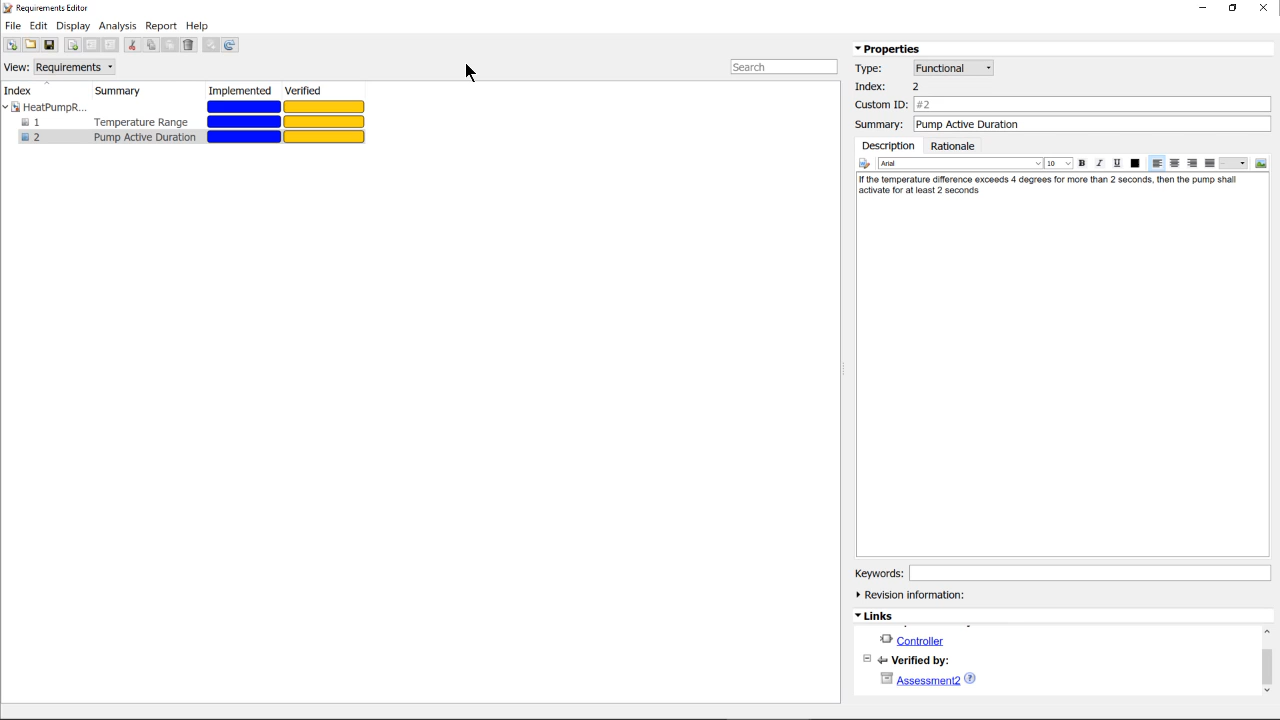 Requirements Editor
File Edit Display Analysis Report Help
View: Requirements
Search
Index Summary Implemented Verified
HeatPumpR...
1 Temperature Range
2 Pump Active Duration
Properties
Type: Functional
Index: 2
Custom ID: #2
Summary: Pump Active Duration
Description Rationale
Arial 10 B I U
If the temperature difference exceeds 4 degrees for more than 2 seconds, then the pump shall
activate for at least 2 seconds
Keywords:
Revision information:
Links
Controller
Verified by:
Assessment2